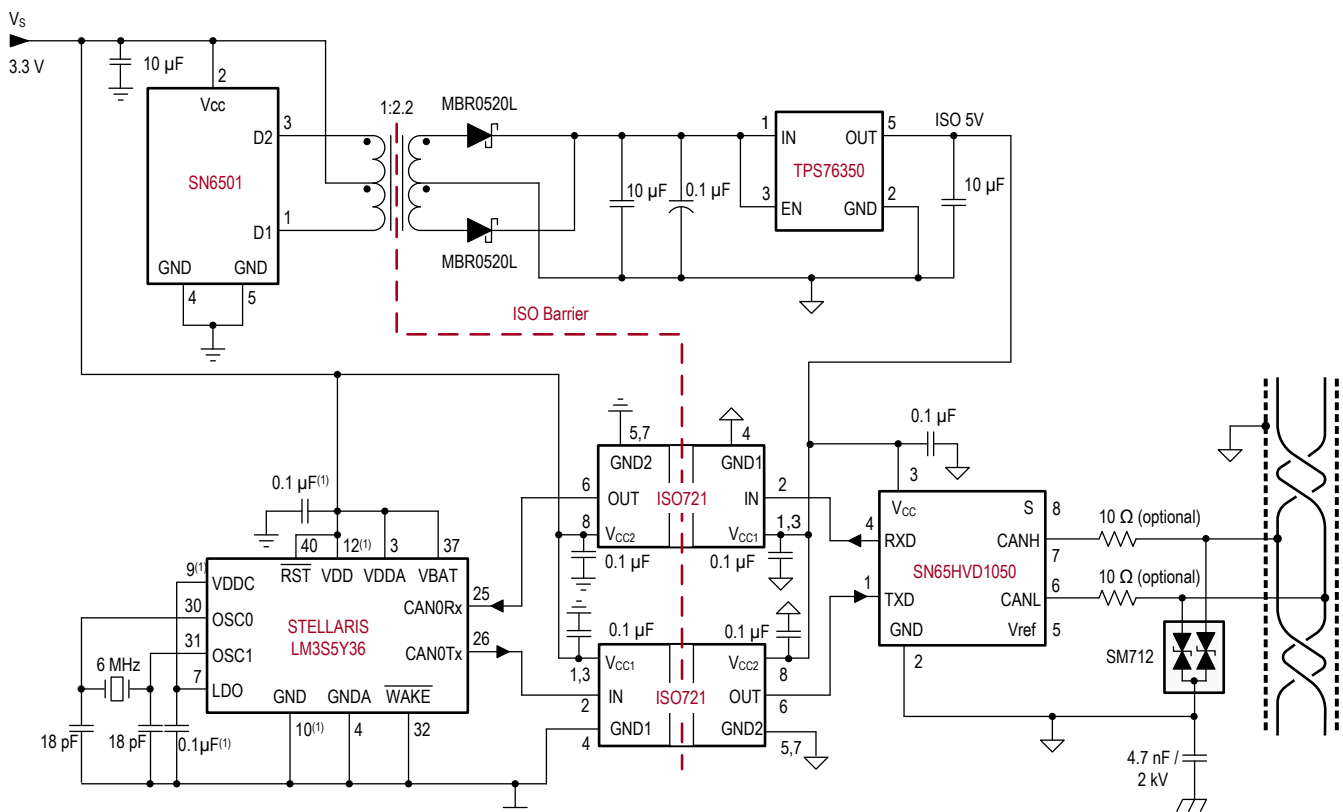 VS
3.3 V
10 µF
2
Vcc
D2
3
SN6501
D1
1
GND
GND
4
5
1:2.2
MBR0520L
MBR0520L
10 µF
0.1 µF
1
IN
OUT
5
TPS76350
3
EN
GND
2
ISO 5V
10 µF
ISO Barrier
5,7
GND2
6
OUT
8
VCC2
ISO721
4
GND1
IN
2
VCC1
1,3
0.1 µF
0.1 µF
0.1 µF
0.1 µF
0.1 µF
VCC1
1,3
IN
2
GND1
4
ISO721
VCC2
8
OUT
6
GND2
5,7
0.1 µF(1)
40
12(1)
3
37
RST
VDD
VDDA
VBAT
9(1)
VDDC
30
OSC0
31
OSC1
7
LDO
STELLARIS
LM3S5Y36
25
CAN0Rx
26
CAN0Tx
GND
GNDA
WAKE
10(1)
4
32
6 MHz
18 pF
18 pF
0.1µF(1)
3
VCC
S
8
4
RXD
CANH
7
SN65HVD1050
1
TXD
CANL
6
GND
Vref
5
2
10 Ω (optional)
10 Ω (optional)
SM712
4.7 nF /
2 kV